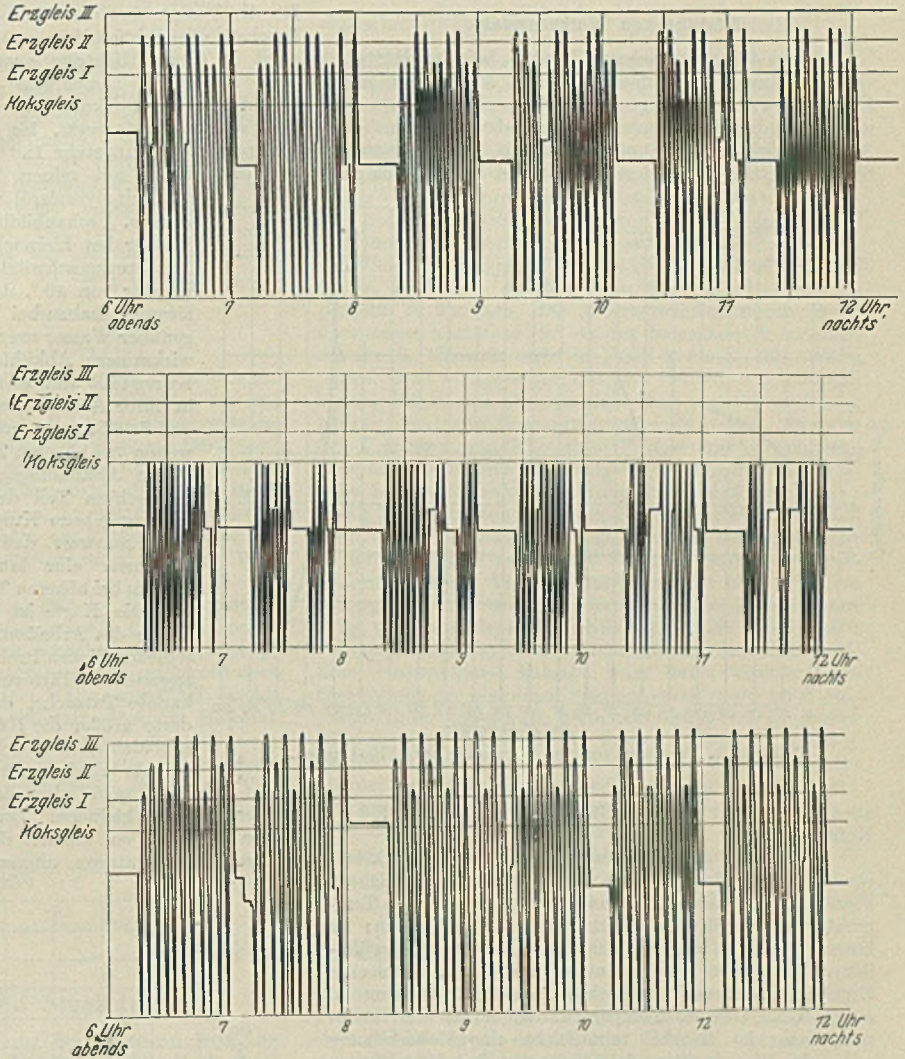 Erzgleis III
Erzgleis II
Erzgleis I
Koksgleis
6 Uhr 7 8 9 10 11 12 Uhr
abends nachts
Erzgleis III
Erzgleis II
Erzgleis I
Koksgleis
6 Uhr 7 8 9 10 11 12 Uhr
abends nachts
Erzgleis III
Erzgleis II
Erzgleis I
Koksgleis
6 Uhr 7 8 9 10 11 12 Uhr
abends nachts